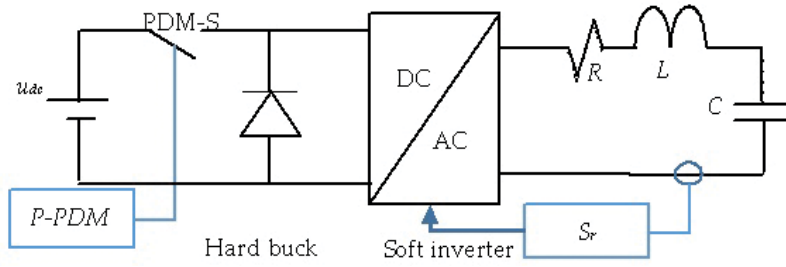 PDM-S
u_dc
DC
AC
R
L
C
P-PDM
Hard buck
Soft inverter
S_r